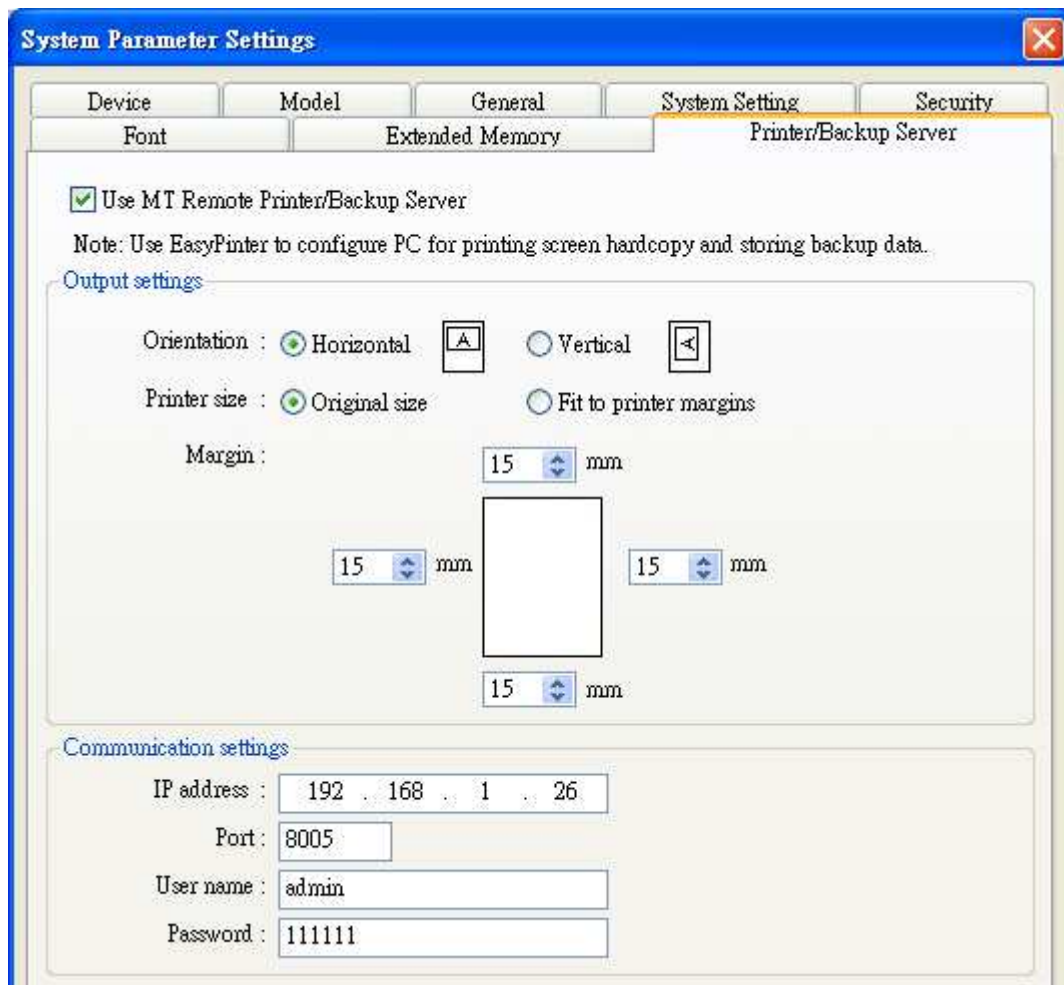 System Parameter Settings
Device Model General System Setting Security
Font Extended Memory Printer/Backup Server
Use MT Remote Printer/Backup Server
Note: Use EasyPinter to configure PC for printing screen hardcopy and storing backup data.
Output settings
Orientation : Horizontal A Vertical A
Printer size : Original size Fit to printer margins
Margin : 15 mm
15 mm 15 mm
15 mm
Communication settings
IP address : 192 . 168 . 1 . 26
Port : 8005
User name : admin
Password : 111111